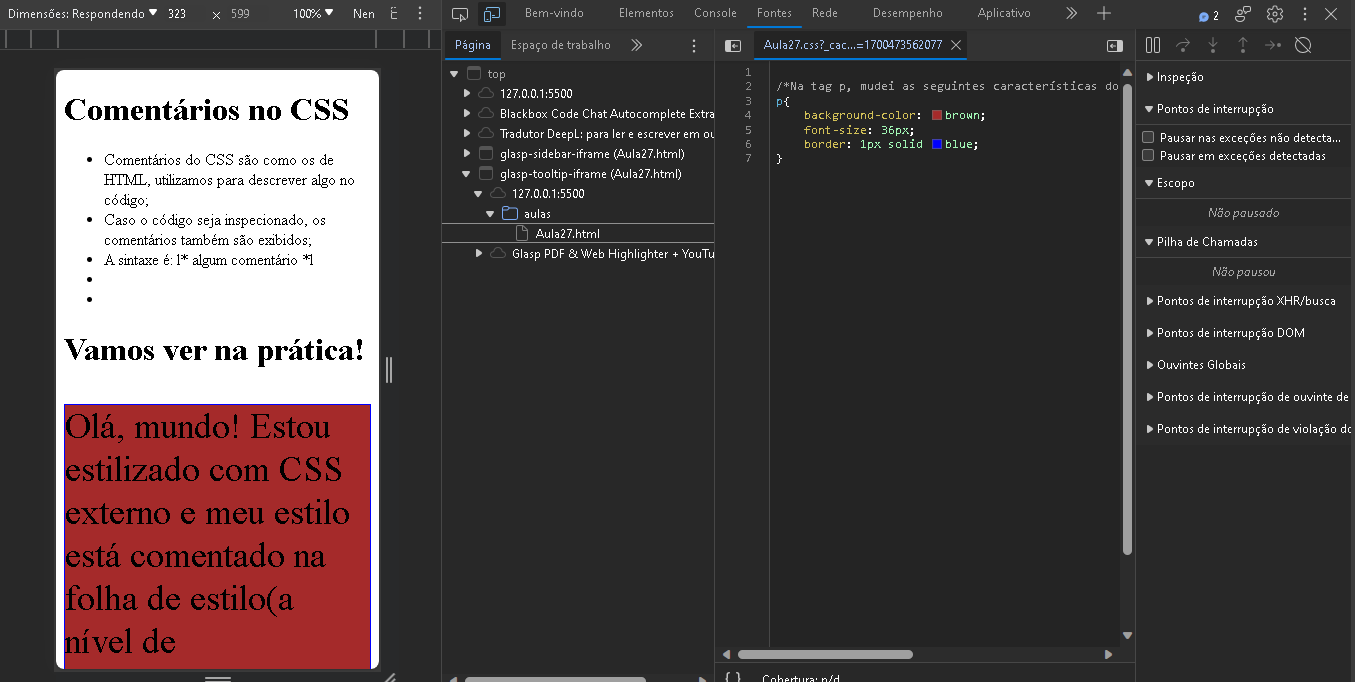 Dimensões: Respondendo 323 × 599 100% Nen
Bem-vindo Elementos Console Fontes Rede Desempenho Aplicativo 2
Página Espaço de trabalho
top
127.0.0.1:5500
Blackbox Code Chat Autocomplete Extra
Tradutor DeepL: para ler e escrever em ou
glasp-sidebar-iframe (Aula27.html)
glasp-tooltip-iframe (Aula27.html)
127.0.0.1:5500
aulas
Aula27.html
Glasp PDF & Web Highlighter + YouTu
Aula27.css?_cac...=1700473562077
1
2 /*Na tag p, mudei as seguintes características do
3 p{
4 background-color: brown;
5 font-size: 36px;
6 border: 1px solid blue;
7 }
{ } Cobertura: n/d
Inspeção
Pontos de interrupção
Pausar nas exceções não detecta...
Pausar em exceções detectadas
Escopo
Não pausado
Pilha de Chamadas
Não pausou
Pontos de interrupção XHR/busca
Pontos de interrupção DOM
Ouvintes Globais
Pontos de interrupção de ouvinte de
Pontos de interrupção de violação do
Comentários no CSS
• Comentários do CSS são como os de
HTML, utilizamos para descrever algo no
código;
• Caso o código seja inspecionado, os
comentários também são exibidos;
• A sintaxe é: l* algum comentário *l
•
•
Vamos ver na prática!
Olá, mundo! Estou
estilizado com CSS
externo e meu estilo
está comentado na
folha de estilo(a
nível de